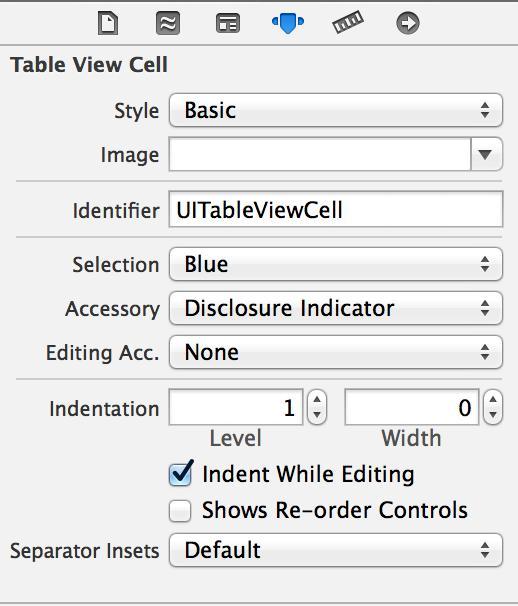 Table View Cell
Style Basic
Image
Identifier UITableViewCell
Selection Blue
Accessory Disclosure Indicator
Editing Acc. None
Indentation 1 0
Level Width
Indent While Editing
Shows Re-order Controls
Separator Insets Default